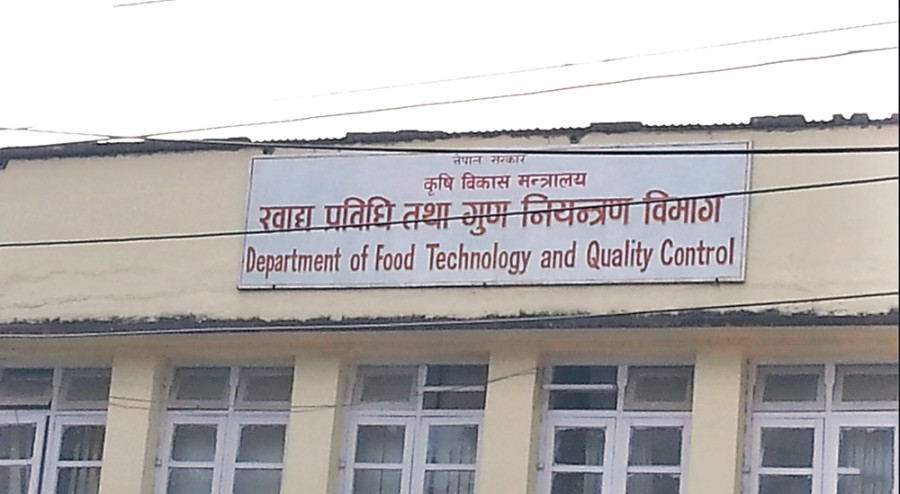 नेपाल सरकार
कृषि विकास मन्त्रालय
खाद्य प्रविधि तथा गुण नियन्त्रण विभाग
Department of Food Technology and Quality Control